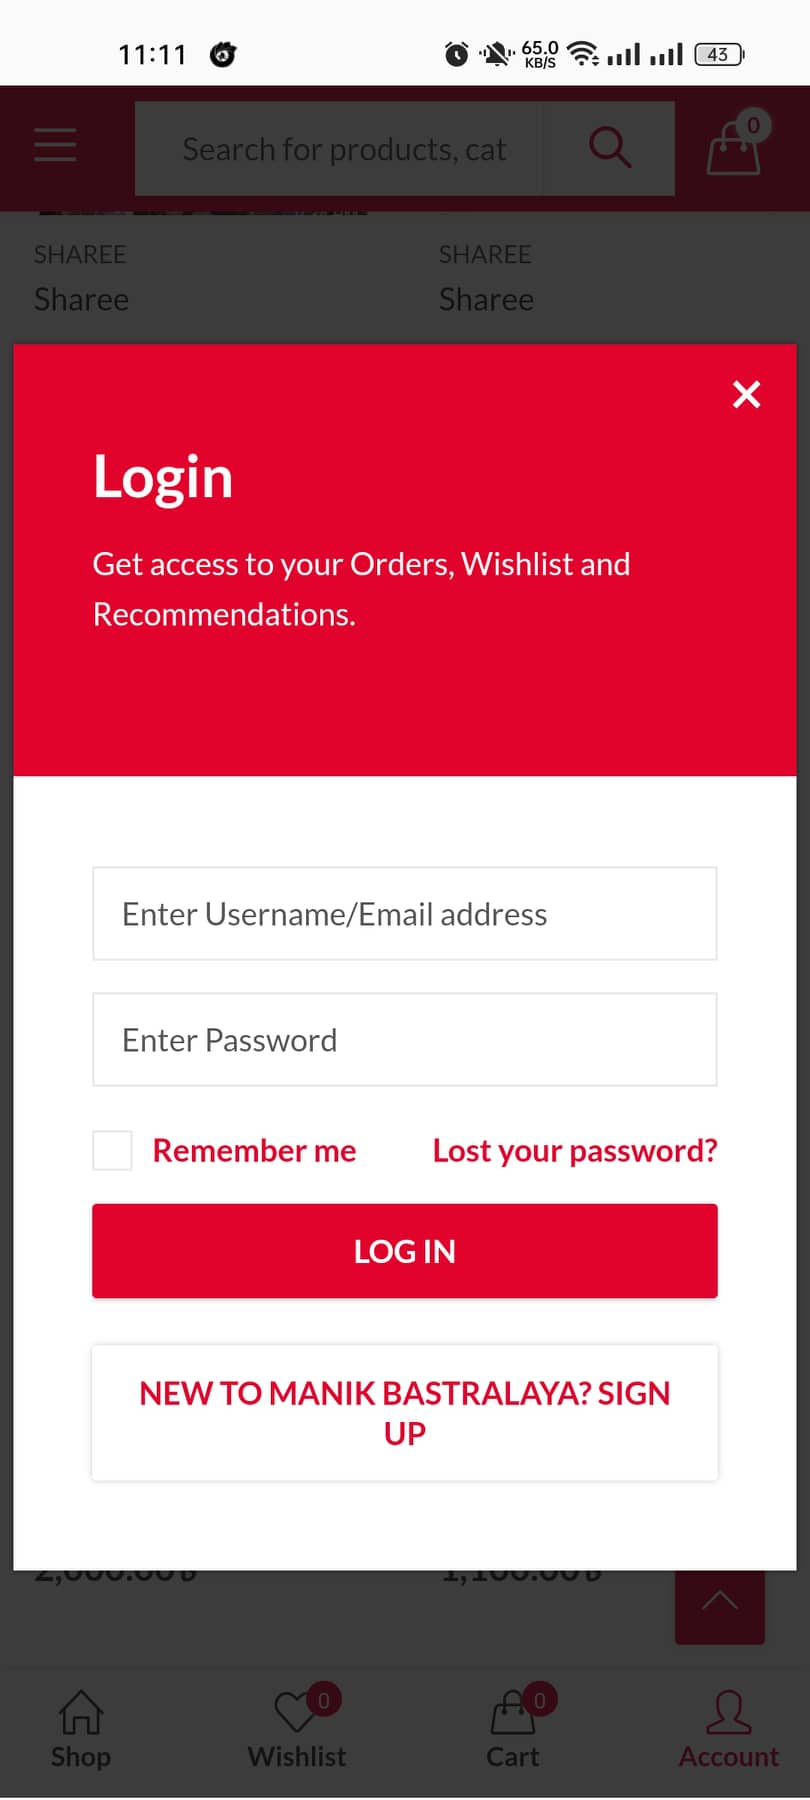 11:11
65.0
KB/S
43
Search for products, cat
0
SHAREE
SHAREE
Sharee
Sharee
Login
Get access to your Orders, Wishlist and
Recommendations.
Enter Username/Email address
Enter Password
Remember me
Lost your password?
LOG IN
NEW TO MANIK BASTRALAYA? SIGN
UP
0
0
Shop
Wishlist
Cart
Account